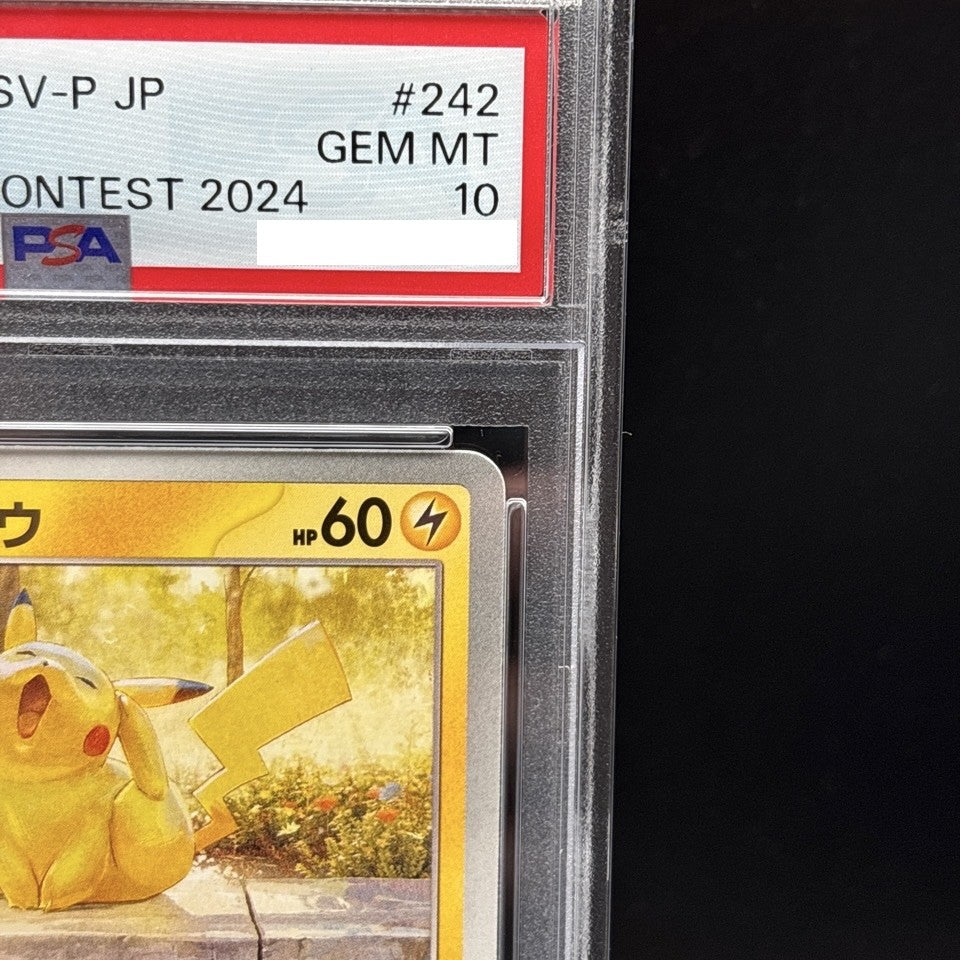 SV-P JP #242
GEM MT
ONTEST 2024 10
PSA
ウ HP60